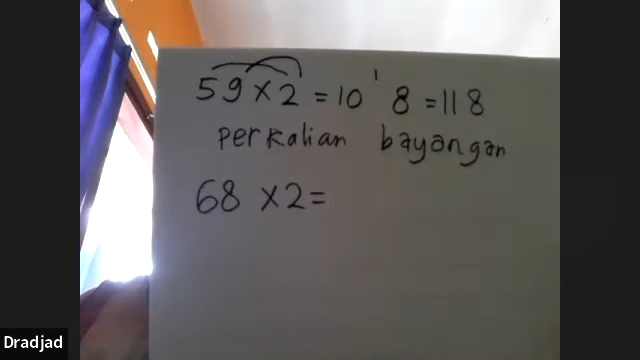 59 x 2 = 10 ¹ 8 = 118
perkalian bayangan
68 x 2 =
Dradjad